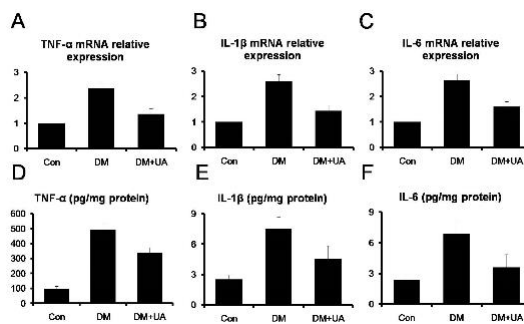 A
TNF-α mRNA relative
expression
3
2
1
0
Con DM DM+UA
B
IL-1β mRNA relative
expression
3
2
1
0
Con DM DM+UA
C
IL-6 mRNA relative
expression
3
2
1
0
Con DM DM+UA
D
TNF-α (pg/mg protein)
600
500
400
300
200
100
0
Con DM DM+UA
E
IL-1β (pg/mg protein)
9
6
3
0
Con DM DM+UA
F
IL-6 (pg/mg protein)
9
6
3
0
Con DM DM+UA